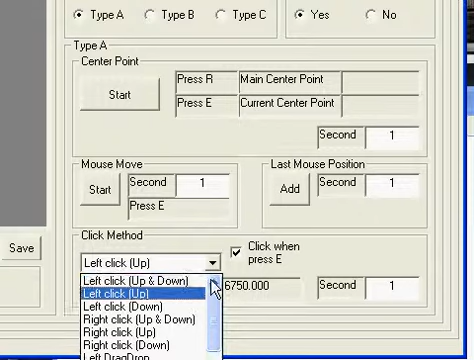 Type A Type B Type C Yes No
Type A
Center Point
Start Press R Main Center Point
Press E Current Center Point
Second 1
Mouse Move
Start Second 1
Press E
Last Mouse Position
Add Second 1
Click Method
Left click (Up) Click when
press E
Left click (Up & Down)
Left click (Up) 6750.000 Second 1
Left click (Down)
Right click (Up & Down)
Right click (Up)
Right click (Down)
Left DragDrop
Save